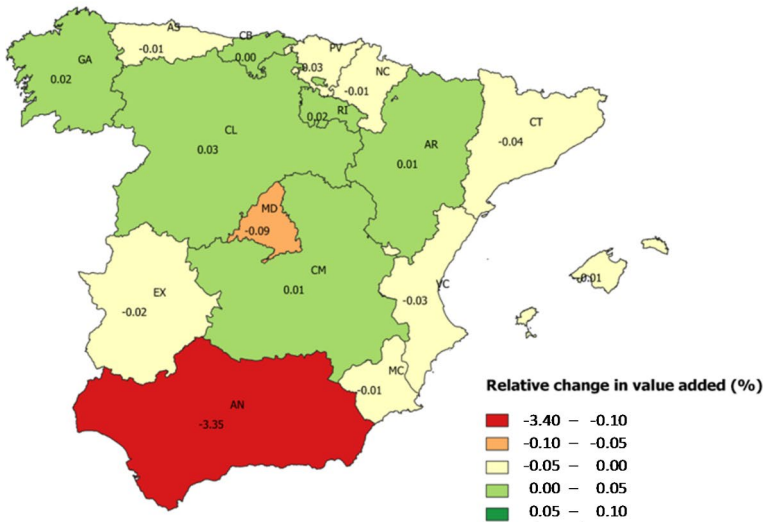 AS
-0.01
CB
0.00
PV
-0.03
GA
0.02
NC
-0.01
RI
0.02
CT
-0.04
CL
0.03
AR
0.01
MD
-0.09
CM
0.01
EX
-0.02
VC
-0.03
-0.01
MC
-0.01
AN
-3.35
Relative change in value added (%)
-3.40 – -0.10
-0.10 – -0.05
-0.05 – 0.00
0.00 – 0.05
0.05 – 0.10